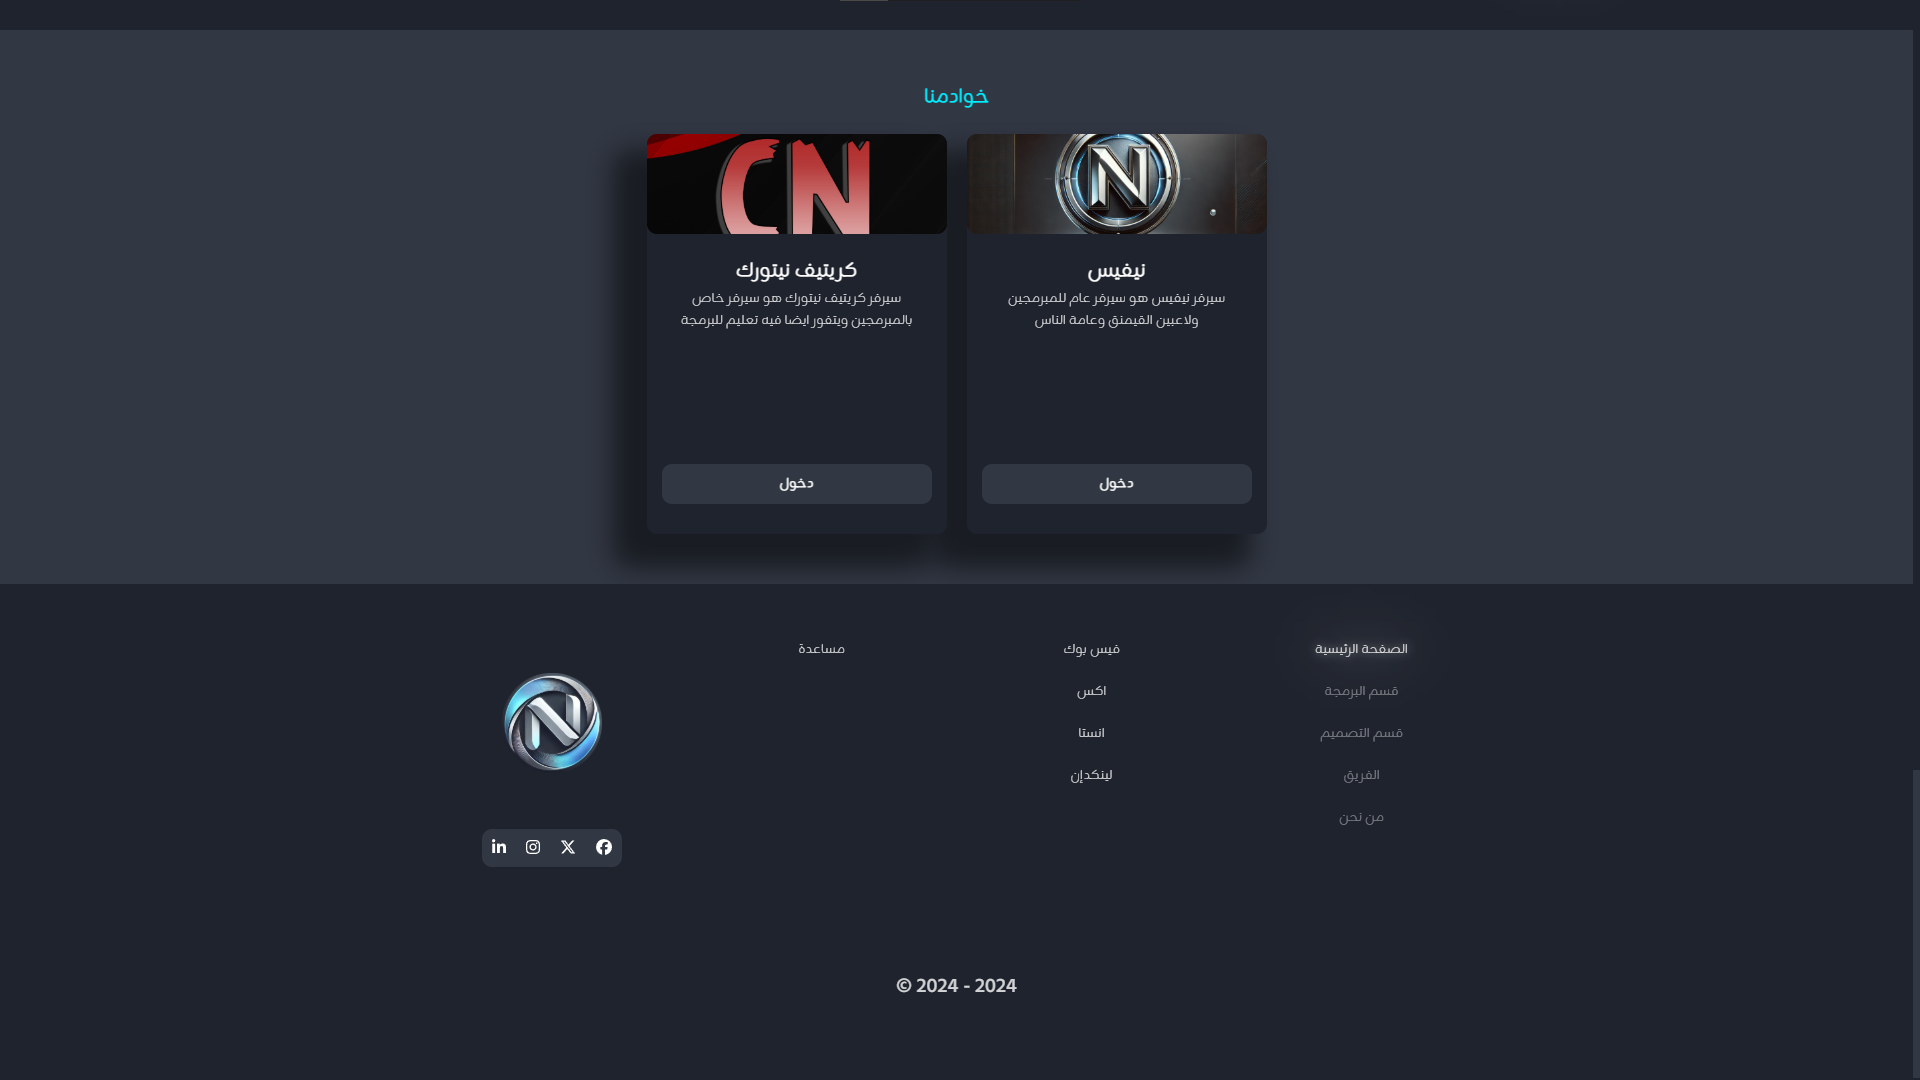 خوادمنا
N
نيفيس
سيرفر نيفيس هو سيرفر عام للمبرمجين
ولاعبين القيمنق وعامة الناس
دخول
CN
كريتيف نيتورك
سيرفر كريتيف نيتورك هو سيرفر خاص
بالمبرمجين ويتفور ايضا فيه تعليم للبرمجة
دخول
الصفحة الرئيسية
قسم البرمجة
قسم التصميم
الفريق
من نحن
فيس بوك
اكس
انستا
لينكدإن
مساعدة
N
© 2024 - 2024